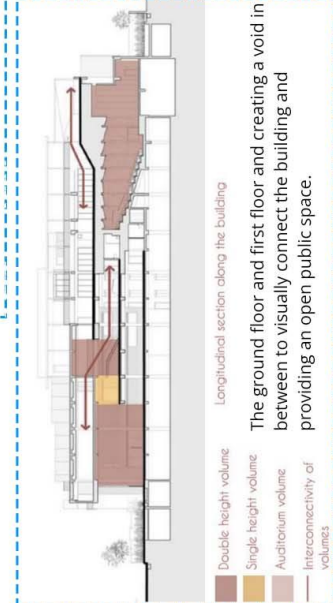 Longitudinal section along the building
Double height volume
Single height volume
Auditorium volume
Interconnectivity of
volumes
The ground floor and first floor and creating a void in
between to visually connect the building and
providing an open public space.